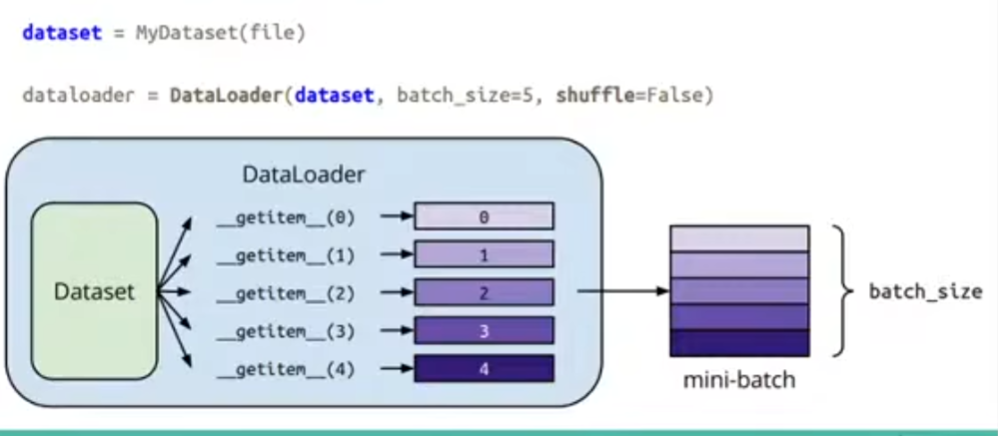 dataset = MyDataset(file)
dataloader = DataLoader(dataset, batch_size=5, shuffle=False)
DataLoader
Dataset
__getitem__(0) 0
__getitem__(1) 1
__getitem__(2) 2
__getitem__(3) 3
__getitem__(4) 4
batch_size
mini-batch